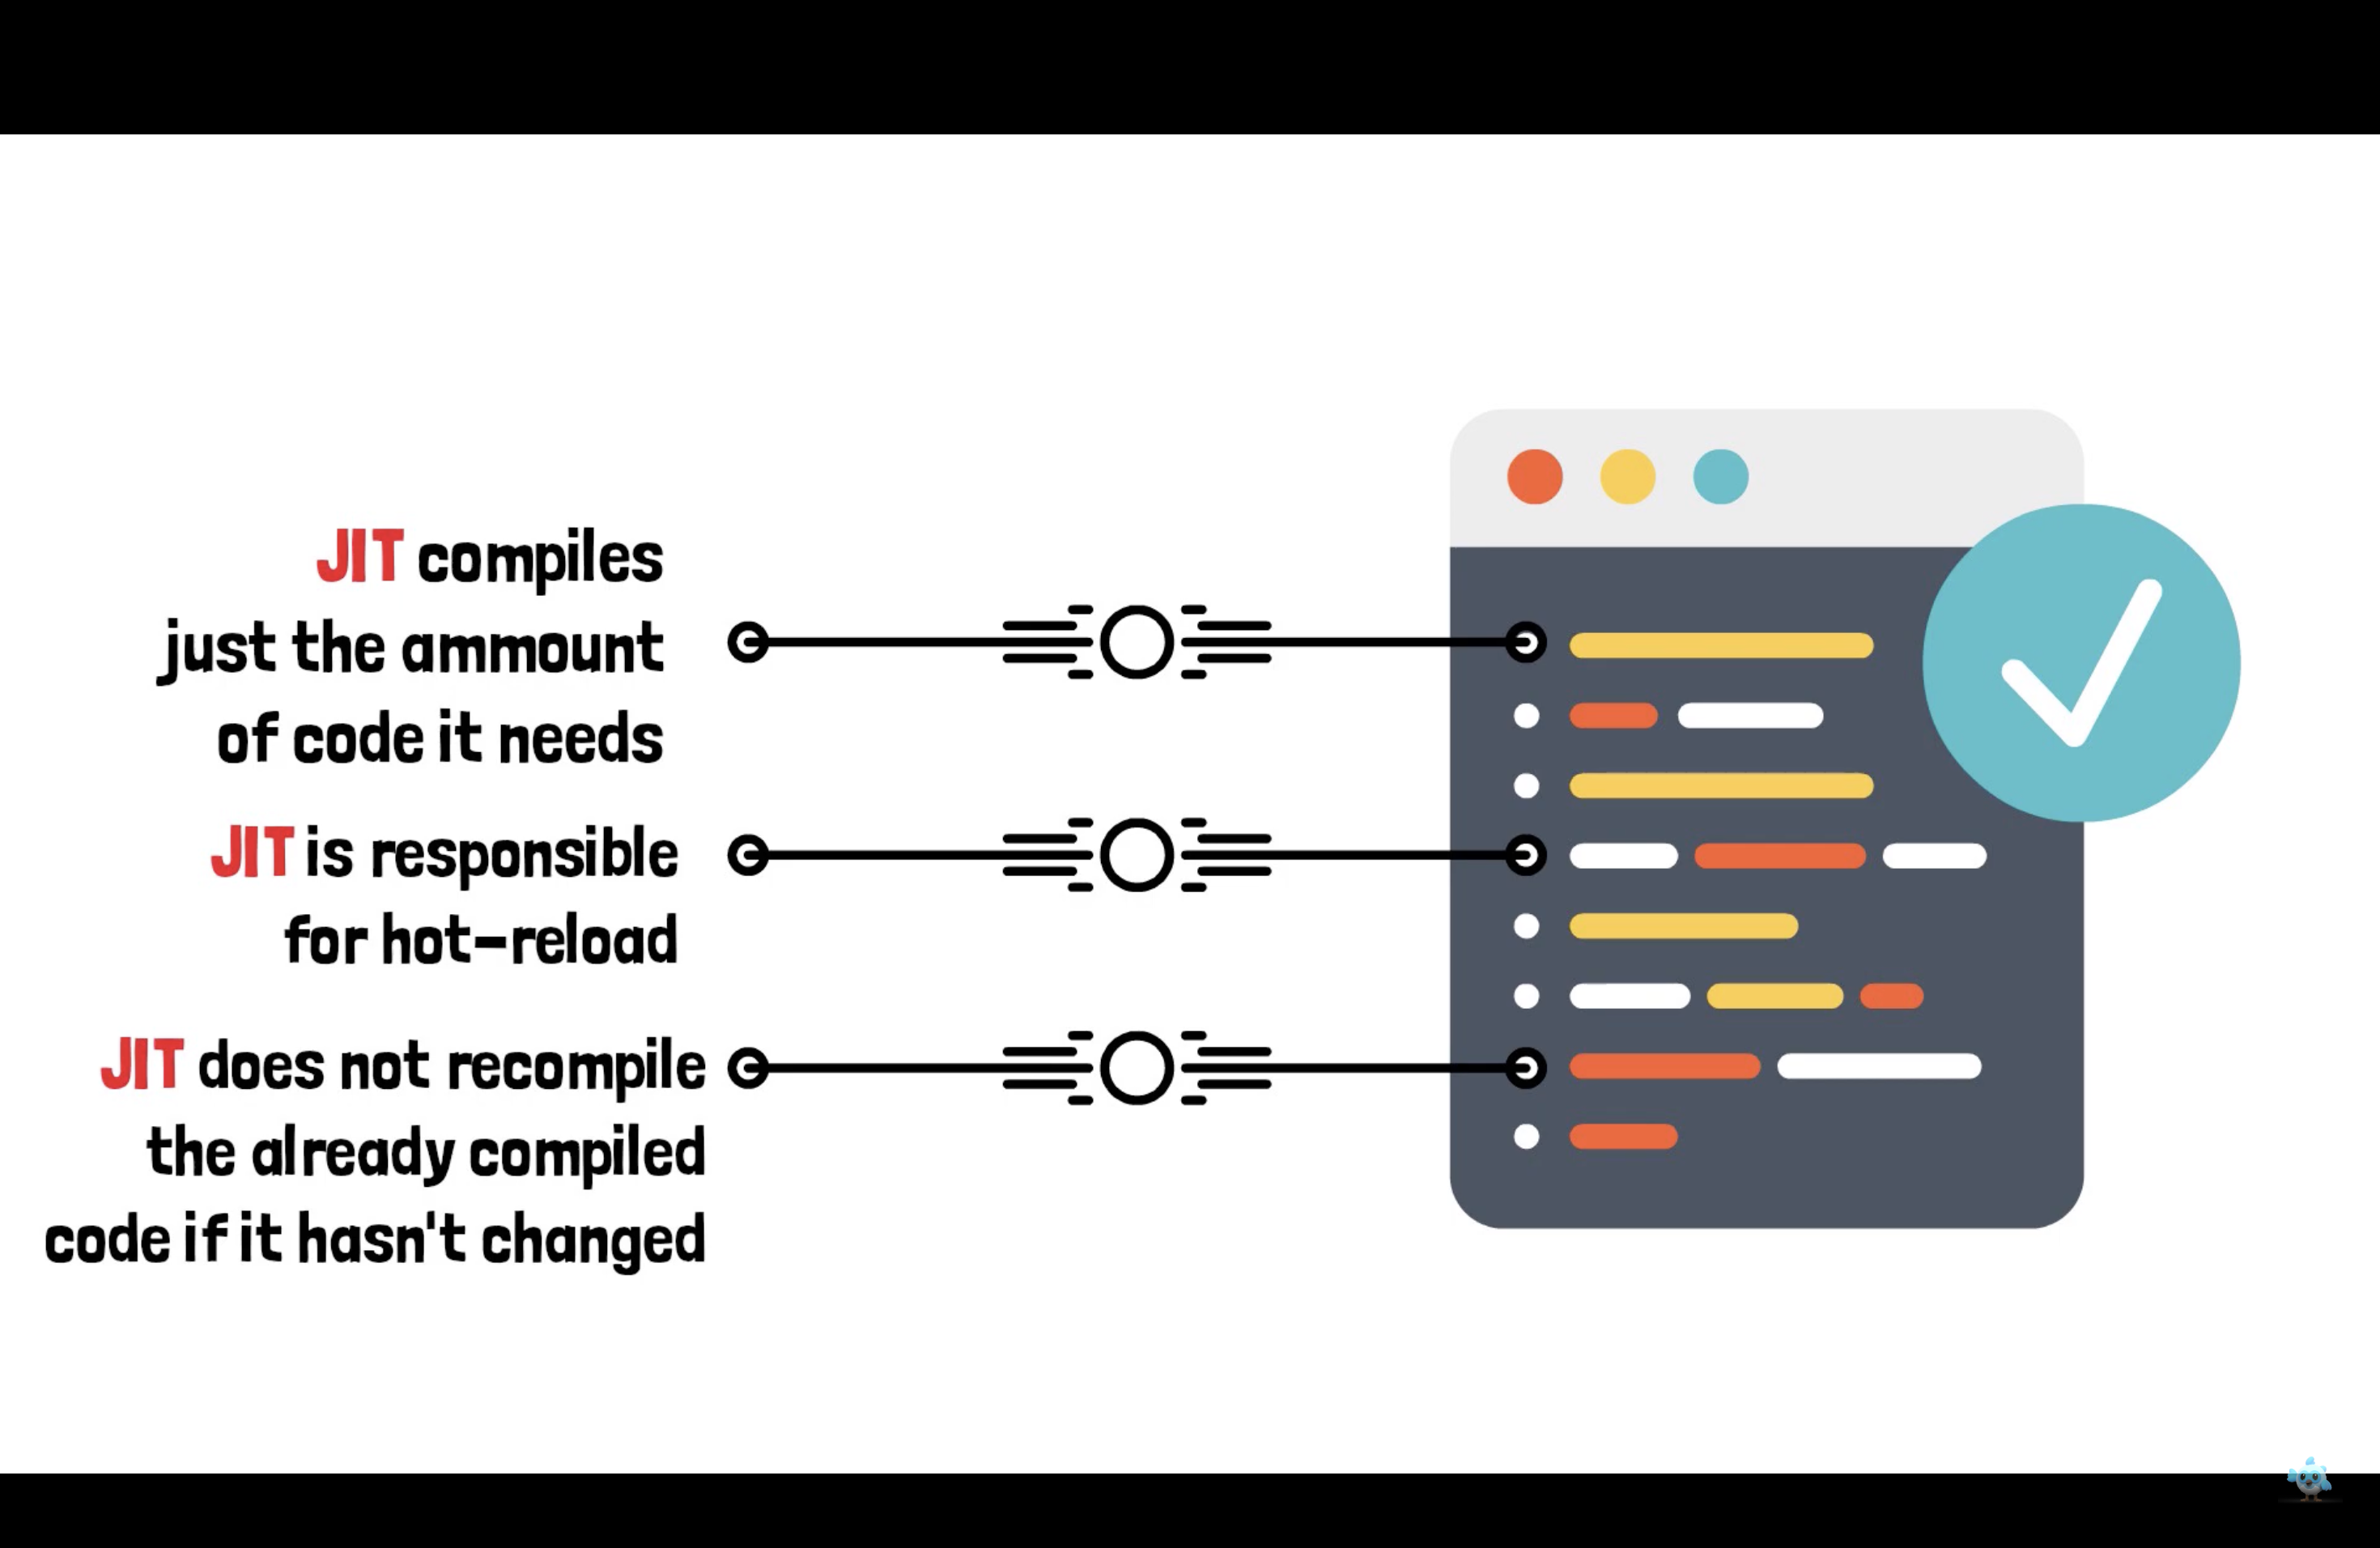 JIT compiles
just the ammount
of code it needs
JIT is responsible
for hot-reload
JIT does not recompile
the already compiled
code if it hasn't changed